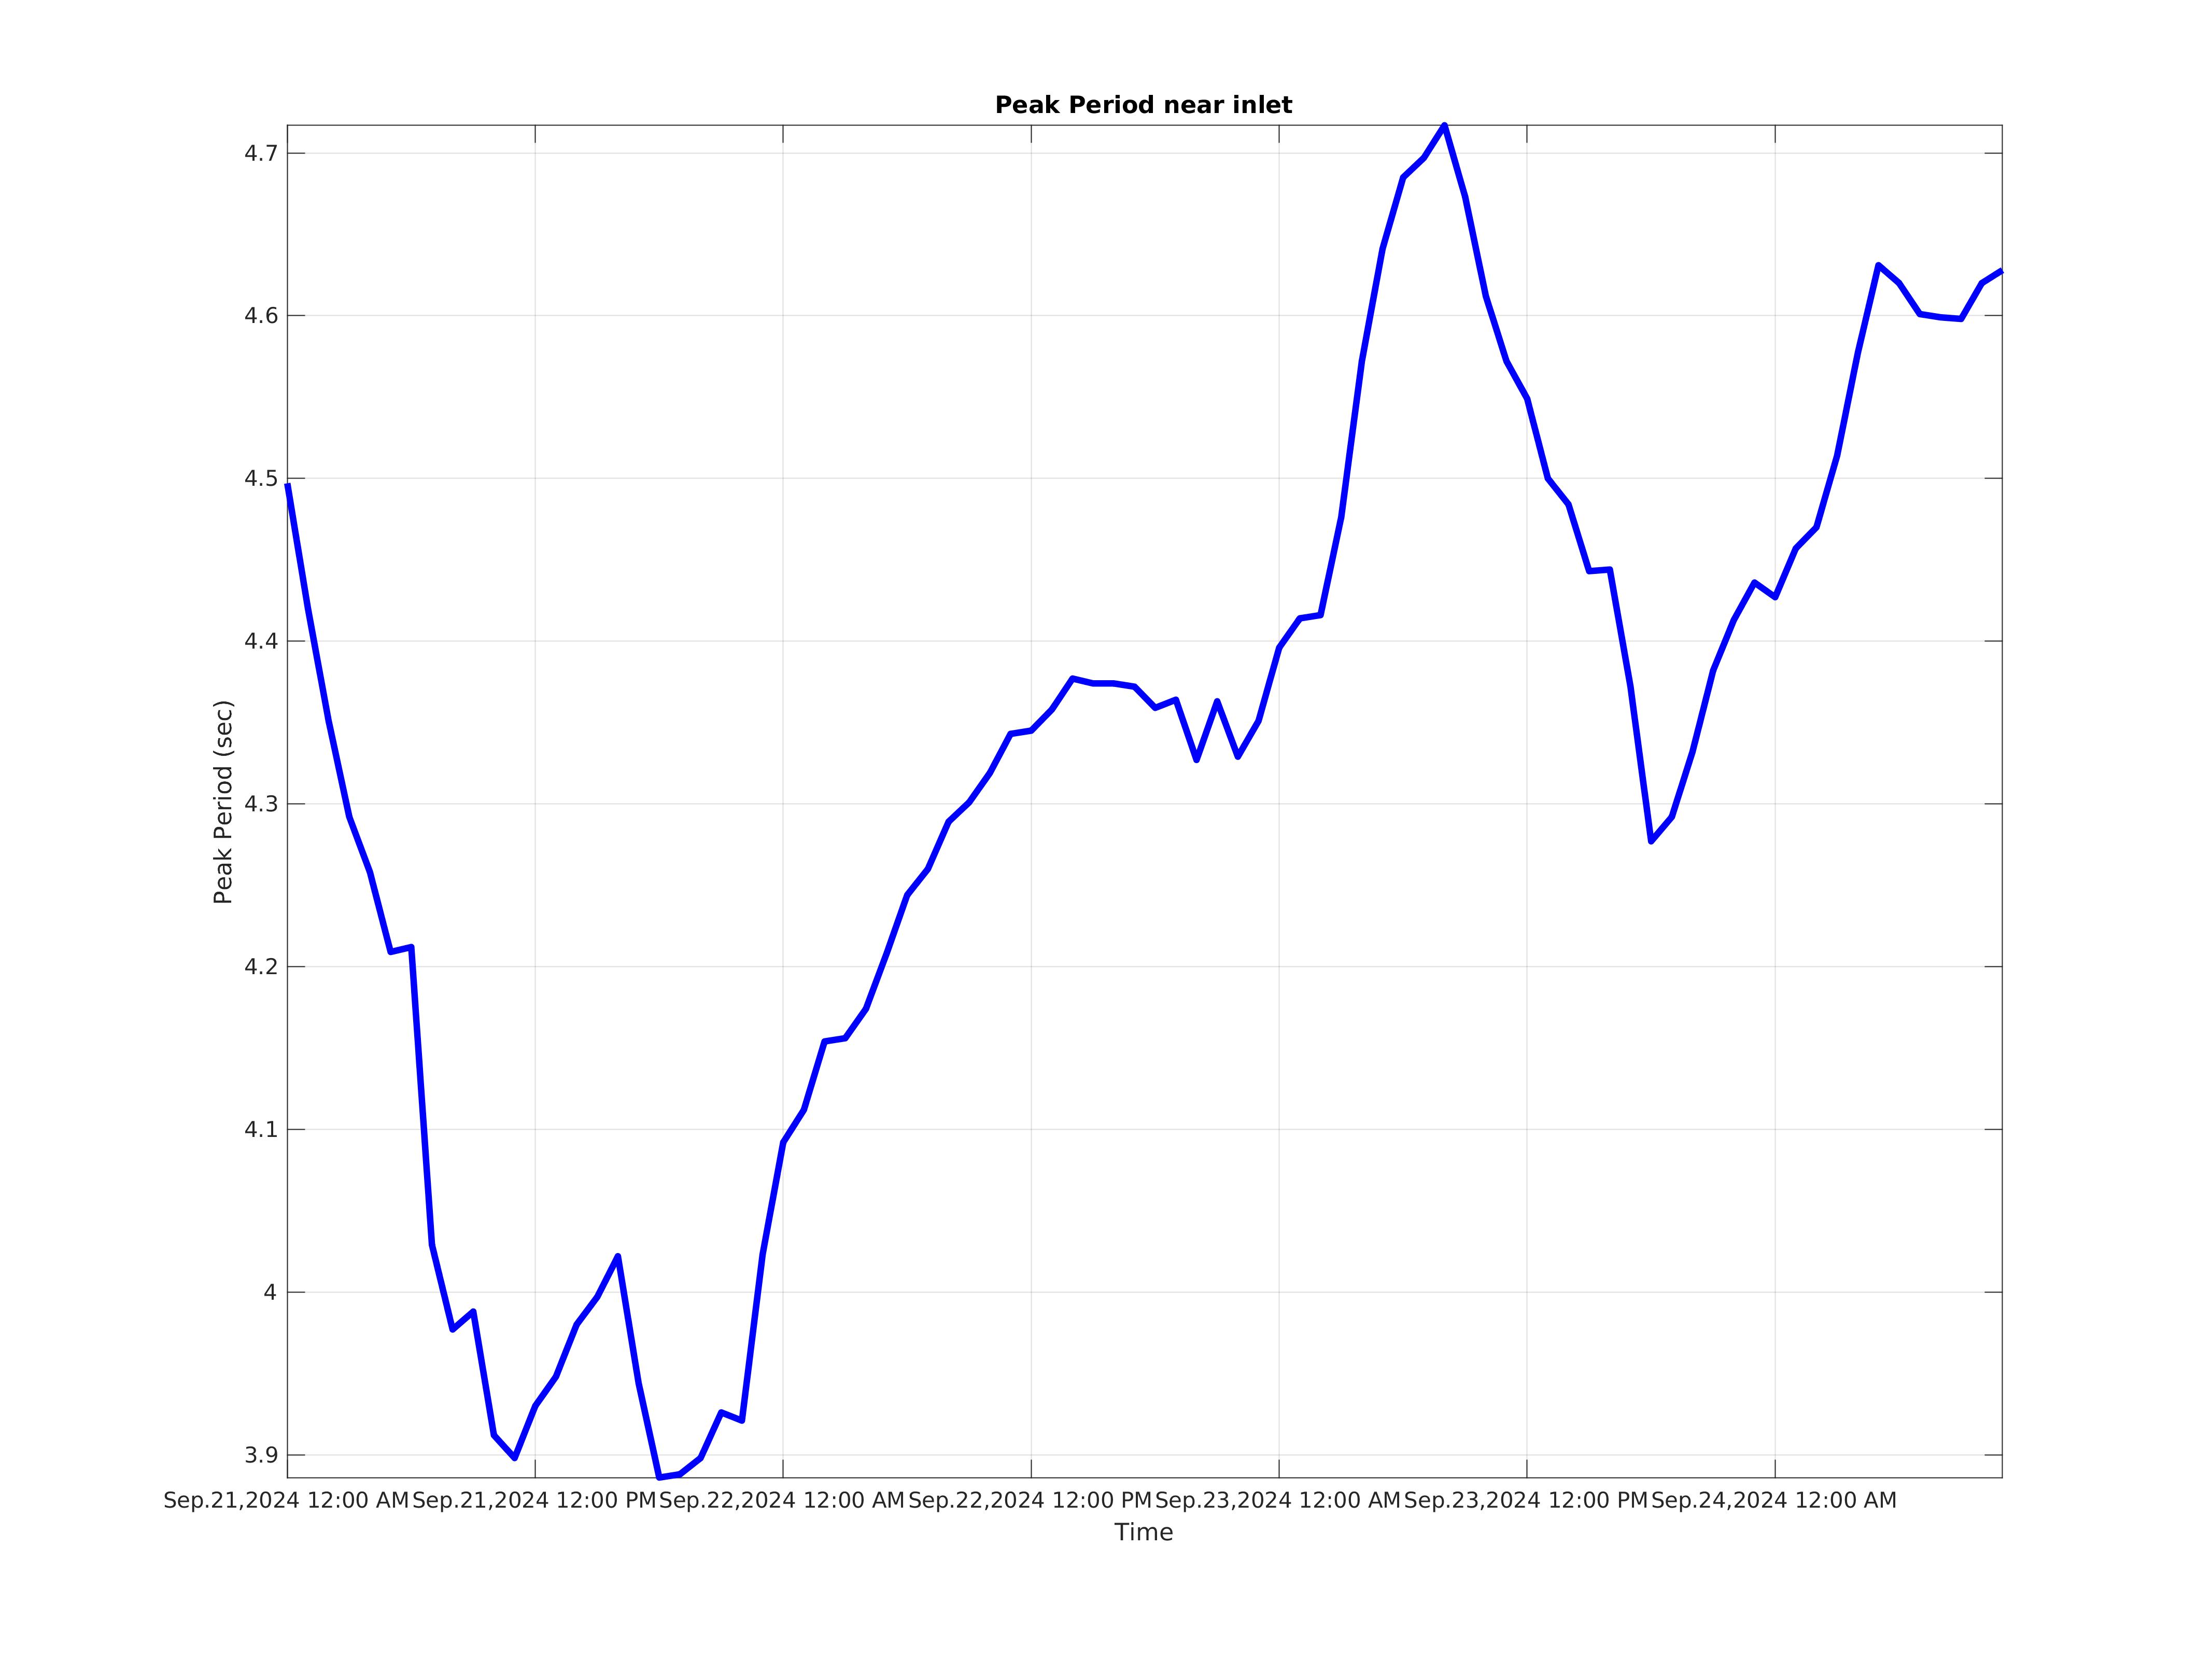 Peak Period near inlet
4.7
4.6
4.5
4.4
4.3
4.2
4.1
4
3.9
Peak Period (sec)
Sep.21,2024 12:00 AM Sep.21,2024 12:00 PM Sep.22,2024 12:00 AM Sep.22,2024 12:00 PM Sep.23,2024 12:00 AM Sep.23,2024 12:00 PM Sep.24,2024 12:00 AM
Time